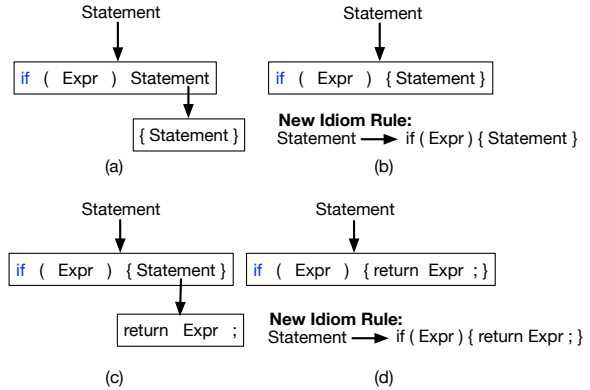 Statement
if ( Expr ) Statement
{ Statement }
(a)
Statement
if ( Expr ) { Statement }
New Idiom Rule:
Statement if ( Expr ) { Statement }
(b)
Statement
if ( Expr ) { Statement }
return Expr ;
(c)
Statement
if ( Expr ) { return Expr ; }
New Idiom Rule:
Statement if ( Expr ) { return Expr ; }
(d)